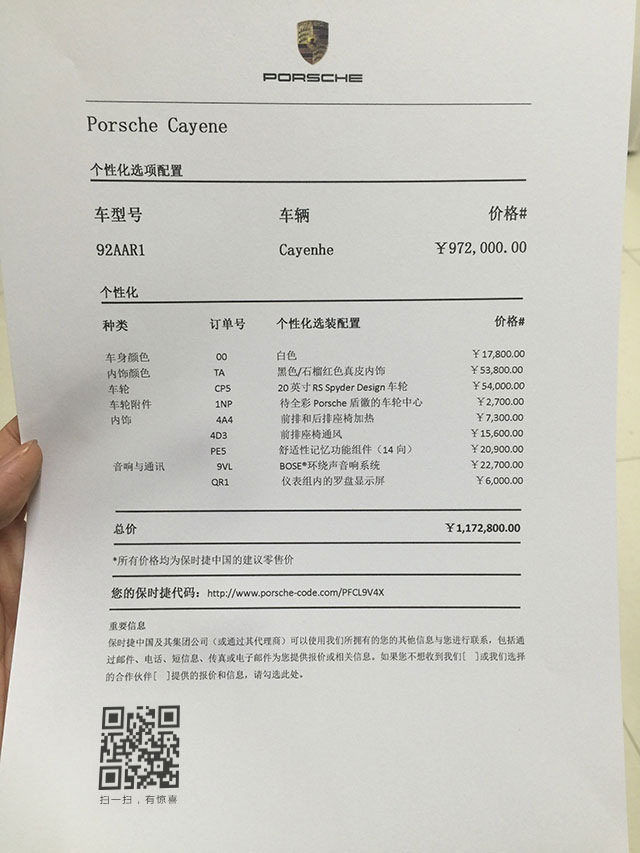 PORSCHE
Porsche Cayene
个性化选项配置
车型号 车辆 价格#
92AAR1 Cayenhe ￥972,000.00
个性化
种类 订单号 个性化选装配置 价格#
车身颜色 00 白色 ￥17,800.00
内饰颜色 TA 黑色/石榴红色真皮内饰 ￥53,800.00
车轮 CP5 20英寸RS Spyder Design 车轮 ￥54,000.00
车轮附件 1NP 待全彩 Porsche 盾徽的车轮中心 ￥2,700.00
内饰 4A4 前排和后排座椅加热 ￥7,300.00
4D3 前排座椅通风 ￥15,600.00
PE5 舒适性记忆功能组件（14 向） ￥20,900.00
音响与通讯 9VL BOSE®环绕声音响系统 ￥22,700.00
QR1 仪表组内的罗盘显示屏 ￥6,000.00
总价 ￥1,172,800.00
*所有价格均为保时捷中国的建议零售价
您的保时捷代码：http://www.porsche-code.com/PFCL9V4X
重要信息
保时捷中国及其集团公司（或通过其代理商）可以使用我们所拥有的您的其他信息与您进行联系，包括通
过邮件、电话、短信息、传真或电子邮件为您提供报价或相关信息。如果您不想收到我们[ ]或我们选择
的合作伙伴[ ]提供的报价和信息，请勾选此处。
扫一扫，有惊喜